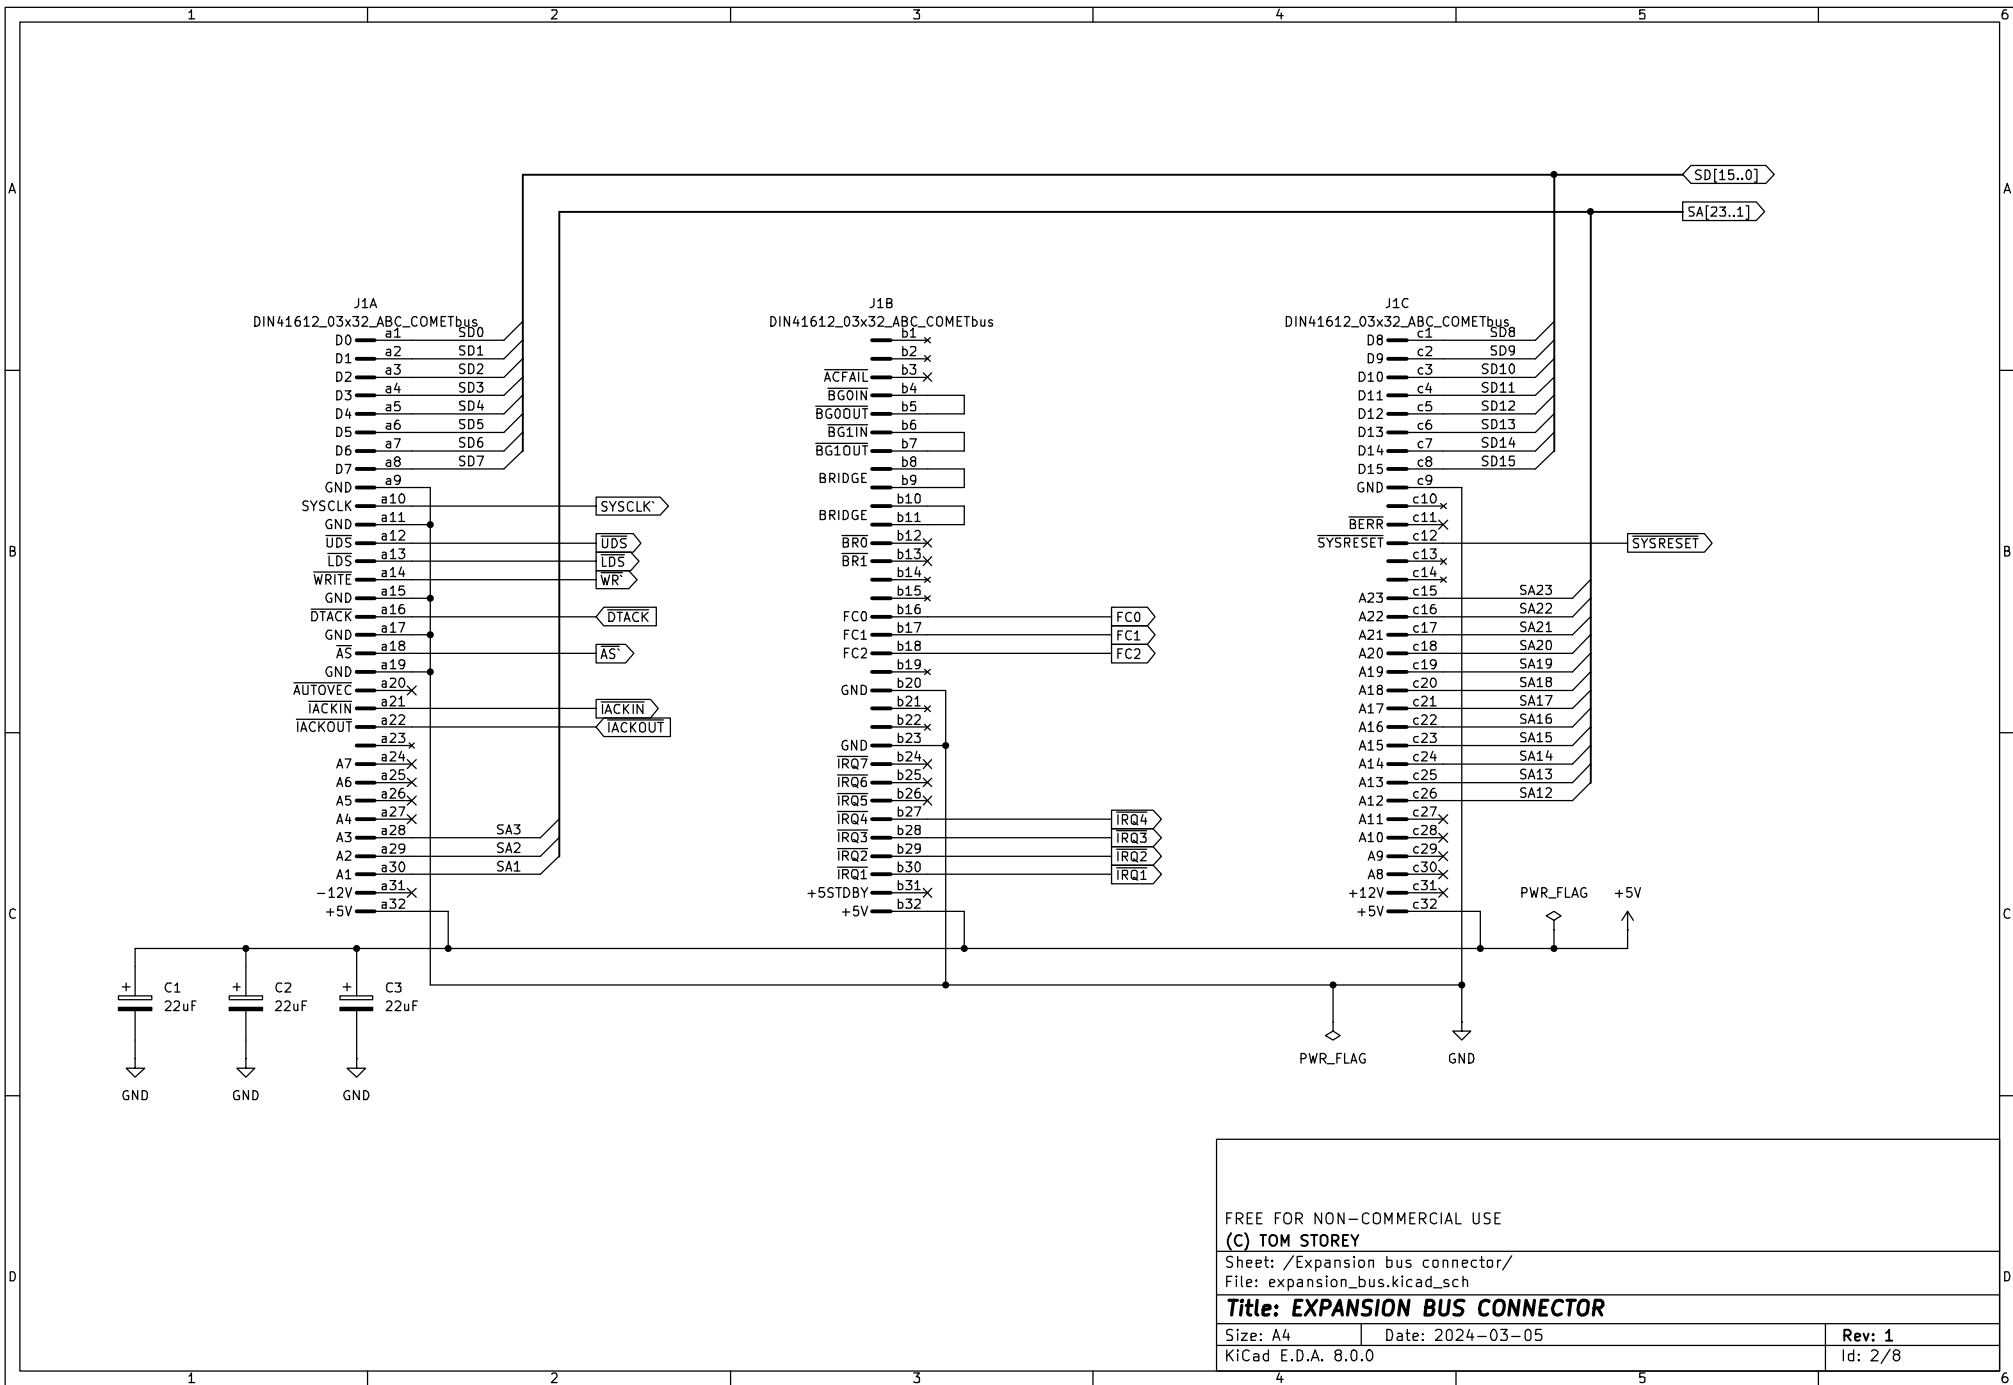 1 2 3 4 5 6
A A
SD[15..0]
SA[23..1]
J1A
DIN41612_03x32_ABC_COMETbus
D0 a1 SD0
D1 a2 SD1
D2 a3 SD2
D3 a4 SD3
D4 a5 SD4
D5 a6 SD5
D6 a7 SD6
D7 a8 SD7
GND a9
SYSCLK a10 SYSCLK`
GND a11
UDS a12 UDS
LDS a13 LDS
WRITE a14 WR`
GND a15
DTACK a16 DTACK
GND a17
AS a18 AS`
GND a19
AUTOVEC a20
IACKIN a21 IACKIN
IACKOUT a22 IACKOUT
a23
A7 a24
A6 a25
A5 a26
A4 a27
A3 a28 SA3
A2 a29 SA2
A1 a30 SA1
-12V a31
+5V a32
J1B
DIN41612_03x32_ABC_COMETbus
b1
b2
ACFAIL b3
BG0IN b4
BG0OUT b5
BG1IN b6
BG1OUT b7
b8
BRIDGE b9
b10
BRIDGE b11
BR0 b12
BR1 b13
b14
b15
FC0 b16 FC0
FC1 b17 FC1
FC2 b18 FC2
b19
GND b20
b21
b22
GND b23
IRQ7 b24
IRQ6 b25
IRQ5 b26
IRQ4 b27 IRQ4
IRQ3 b28 IRQ3
IRQ2 b29 IRQ2
IRQ1 b30 IRQ1
+5STDBY b31
+5V b32
J1C
DIN41612_03x32_ABC_COMETbus
D8 c1 SD8
D9 c2 SD9
D10 c3 SD10
D11 c4 SD11
D12 c5 SD12
D13 c6 SD13
D14 c7 SD14
D15 c8 SD15
GND c9
c10
BERR c11
SYSRESET c12 SYSRESET
c13
c14
A23 c15 SA23
A22 c16 SA22
A21 c17 SA21
A20 c18 SA20
A19 c19 SA19
A18 c20 SA18
A17 c21 SA17
A16 c22 SA16
A15 c23 SA15
A14 c24 SA14
A13 c25 SA13
A12 c26 SA12
A11 c27
A10 c28
A9 c29
A8 c30
+12V c31
+5V c32
PWR_FLAG +5V
B B
C C
+ C1
22uF
+ C2
22uF
+ C3
22uF
GND GND GND
PWR_FLAG GND
D D
FREE FOR NON-COMMERCIAL USE
(C) TOM STOREY
Sheet: /Expansion bus connector/
File: expansion_bus.kicad_sch
Title: EXPANSION BUS CONNECTOR
Size: A4 Date: 2024-03-05 Rev: 1
KiCad E.D.A. 8.0.0 Id: 2/8
1 2 3 4 5 6